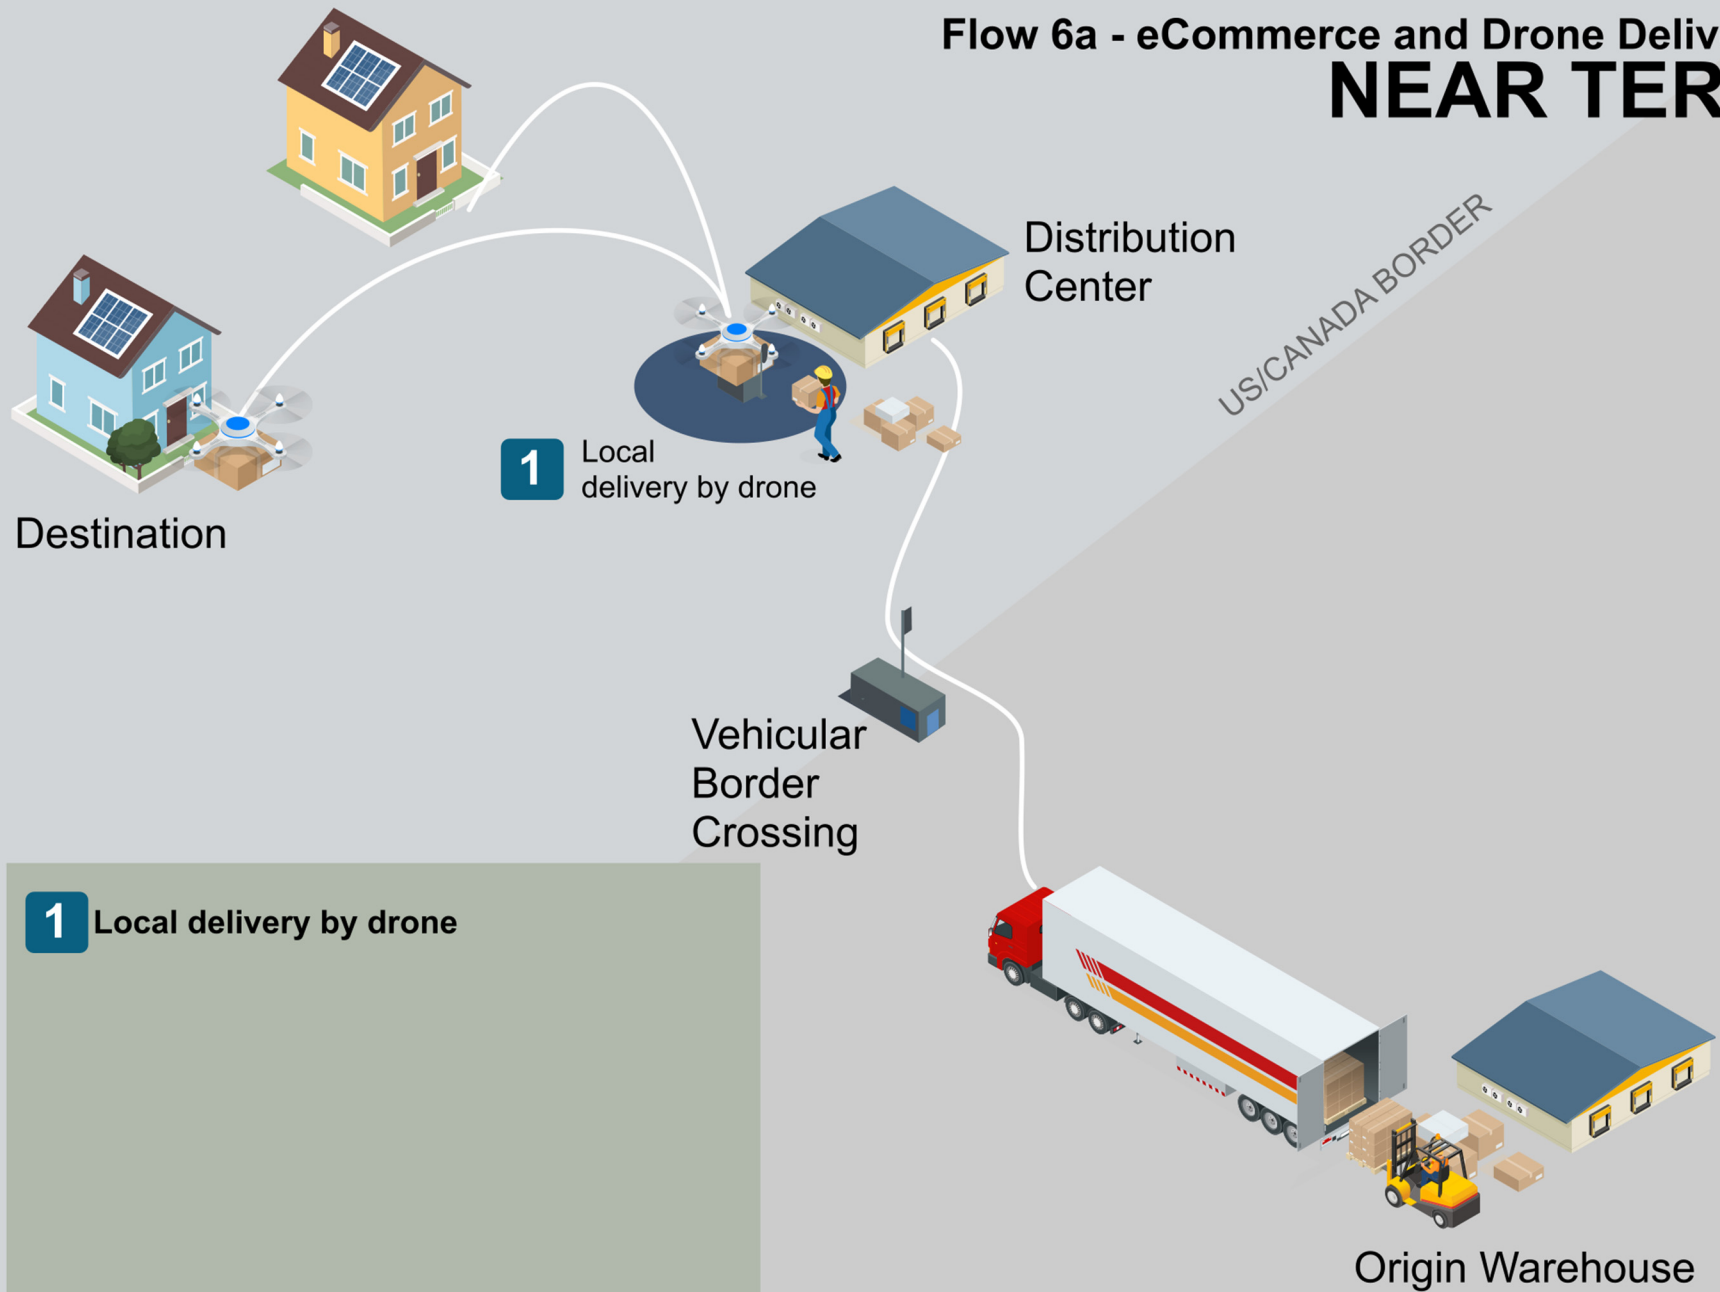 Flow 6a - eCommerce and Drone Deliv
NEAR TER
Distribution
Center
US/CANADA BORDER
1
Local
delivery by drone
Destination
Vehicular
Border
Crossing
1
Local delivery by drone
Origin Warehouse